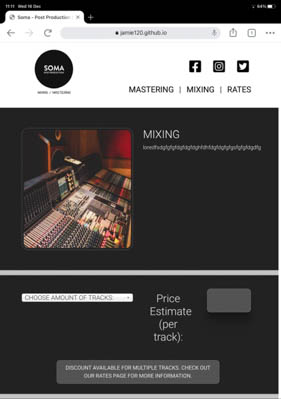 11:11 Wed 16 Dec
64%
Soma - Post Production
jamie120.github.io
SOMA
MIXING / MASTERING
MASTERING | MIXING | RATES
MIXING
CHOOSE AMOUNT OF TRACKS:
Price
Estimate
(per
track):
DISCOUNT AVAILABLE FOR MULTIPLE TRACKS. CHECK OUT
OUR RATES PAGE FOR MORE INFORMATION.